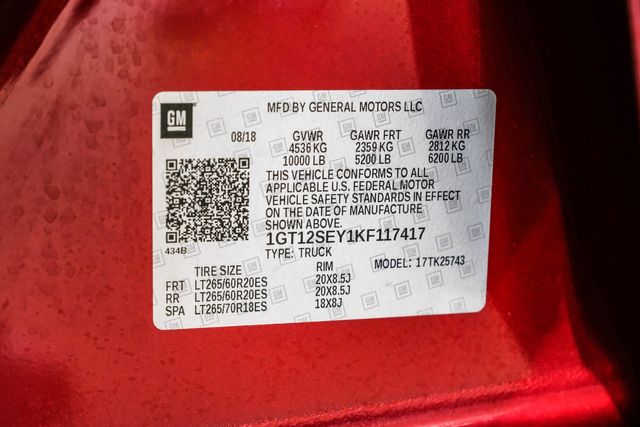 GM
MFD BY GENERAL MOTORS LLC
08/18 GVWR GAWR FRT GAWR RR
4536 KG 2359 KG 2812 KG
10000 LB 5200 LB 6200 LB
THIS VEHICLE CONFORMS TO ALL
APPLICABLE U.S. FEDERAL MOTOR
VEHICLE SAFETY STANDARDS IN EFFECT
ON THE DATE OF MANUFACTURE
SHOWN ABOVE.
1GT12SEY1KF117417
434B
TYPE: TRUCK MODEL: 17TK25743
TIRE SIZE RIM
FRT LT265/60R20ES 20X8.5J
RR LT265/60R20ES 20X8.5J
SPA LT265/70R18ES 18X8J